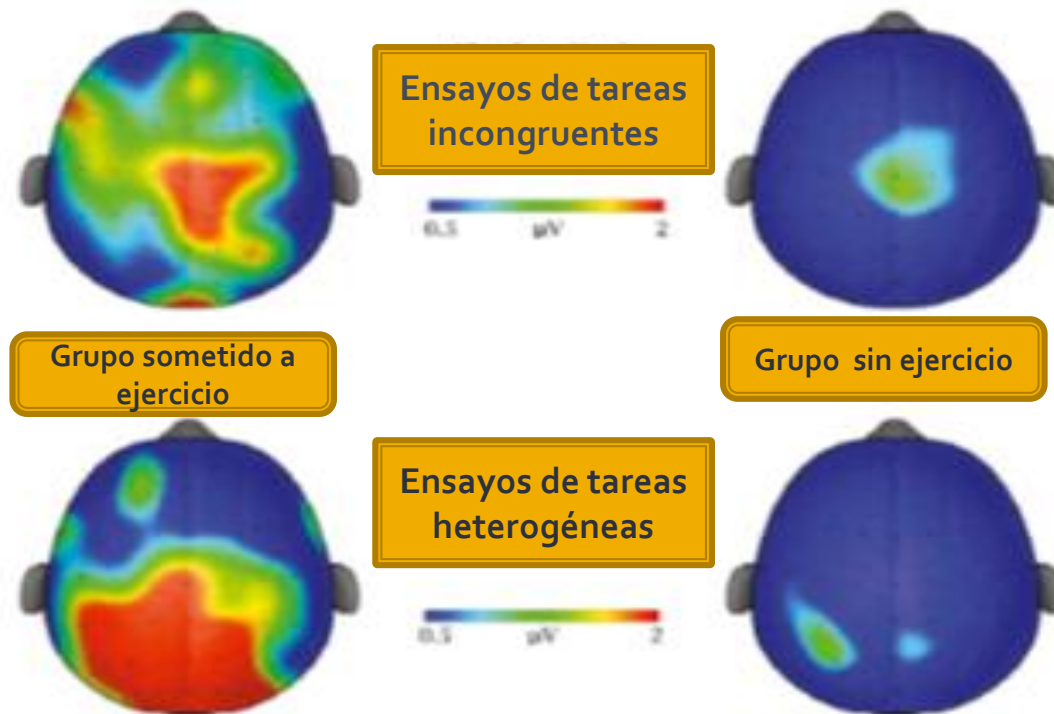 Ensayos de tareas
incongruentes
0.5 µV 2
Grupo sometido a
ejercicio
Grupo sin ejercicio
Ensayos de tareas
heterogéneas
0.5 µV 2